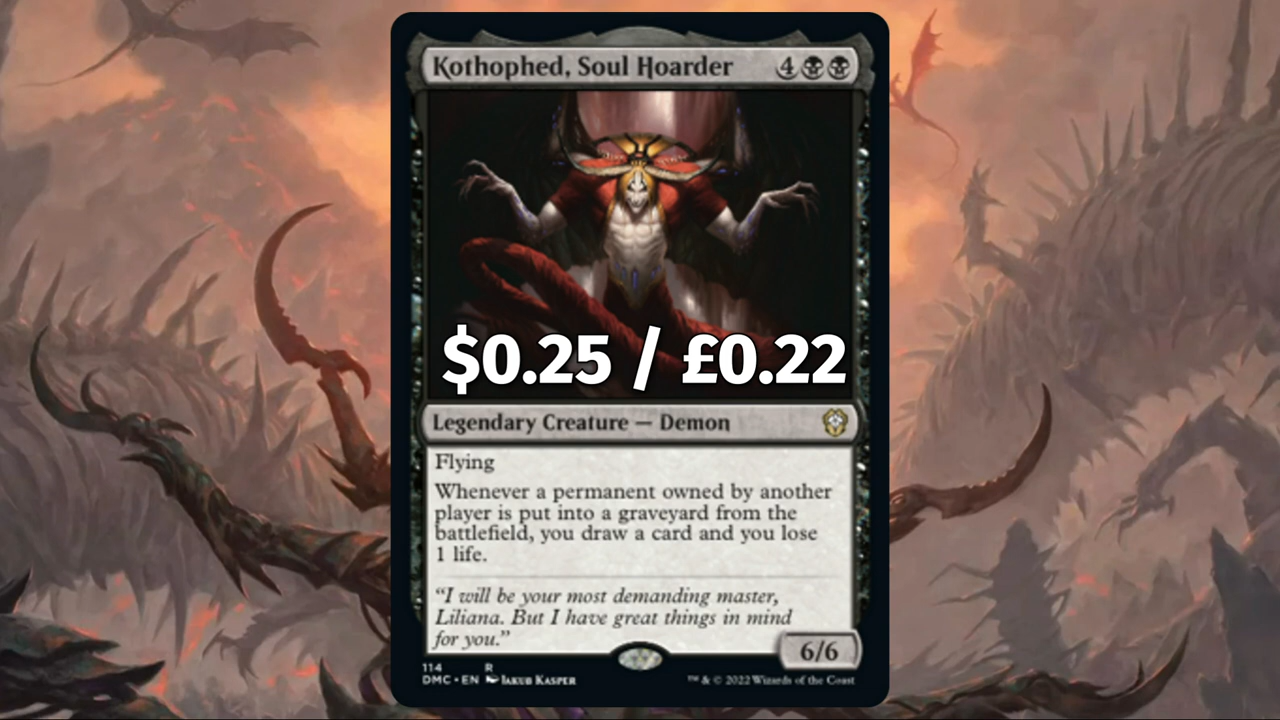 Kothophed, Soul Hoarder 4
$0.25 / £0.22
Legendary Creature — Demon
Flying
Whenever a permanent owned by another
player is put into a graveyard from the
battlefield, you draw a card and you lose
1 life.
“I will be your most demanding master,
Liliana. But I have great things in mind
for you.”
6/6
114 R
DMC • EN Jakub Kasper
™ & © 2022 Wizards of the Coast